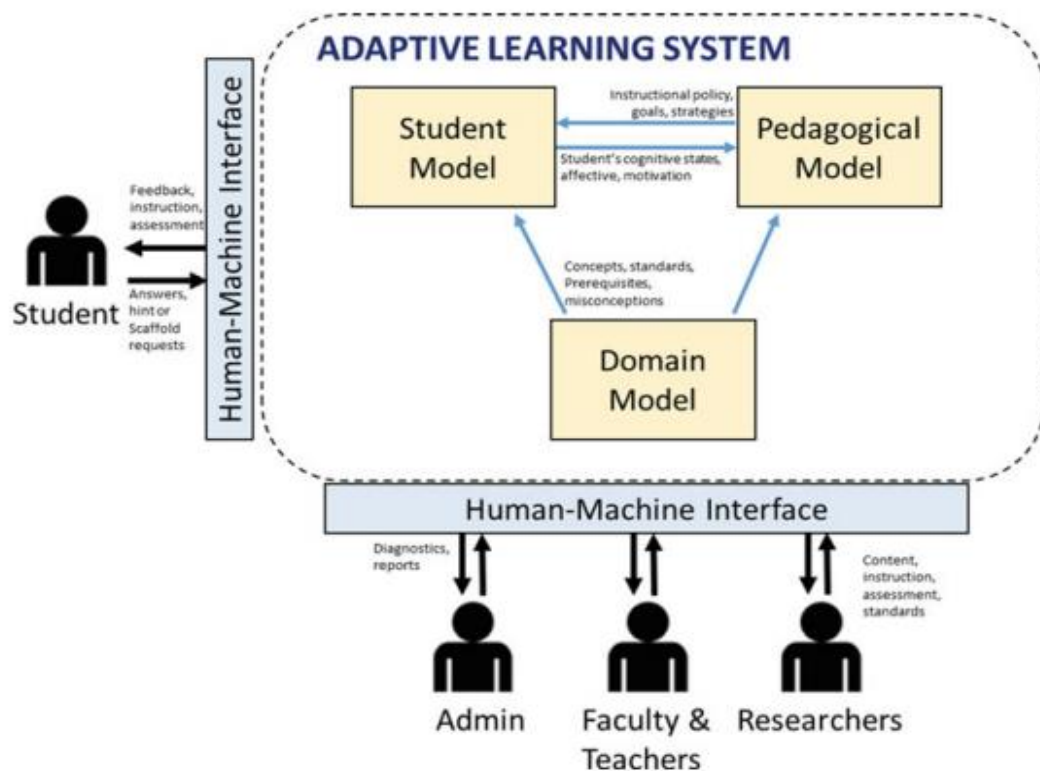 ADAPTIVE LEARNING SYSTEM
Human-Machine Interface
Student
Model
Instructional policy,
goals, strategies
Student's cognitive states,
affective, motivation
Pedagogical
Model
Feedback,
instruction,
assessment
Student
Answers,
hint or
Scaffold
requests
Concepts, standards,
Prerequisites,
misconceptions
Domain
Model
Human-Machine Interface
Diagnostics,
reports
Content,
instruction,
assessment,
standards
Admin
Faculty &
Teachers
Researchers